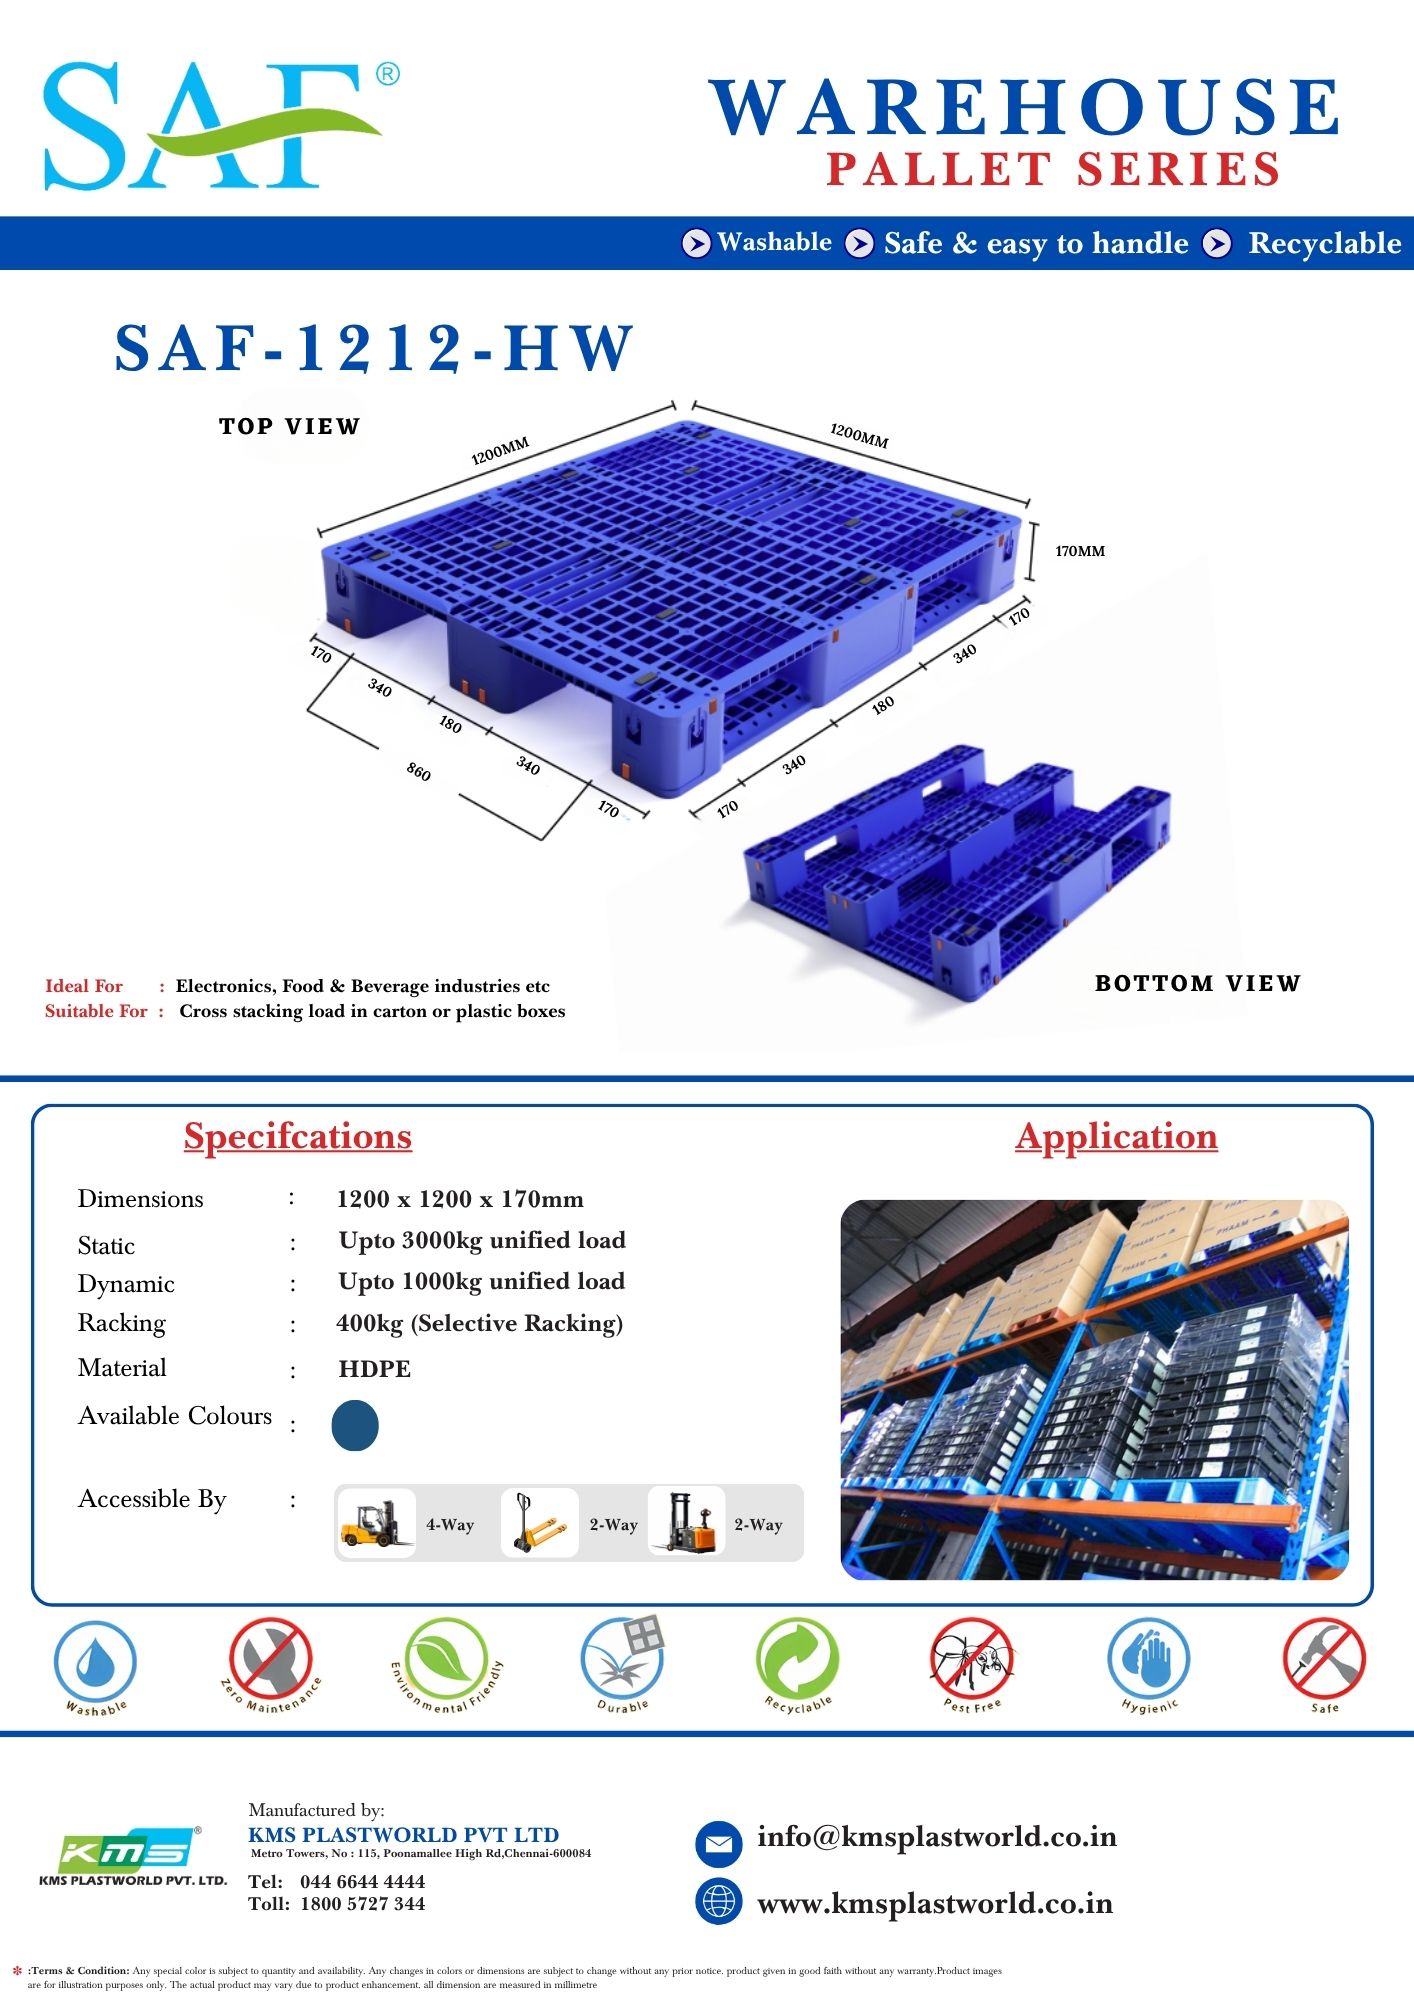 SAF®
WAREHOUSE
PALLET SERIES
Washable Safe & easy to handle Recyclable
SAF-1212-HW
TOP VIEW
1200MM
1200MM
170MM
170
340
180
340
170
860
170
340
180
340
170
BOTTOM VIEW
Ideal For : Electronics, Food & Beverage industries etc
Suitable For : Cross stacking load in carton or plastic boxes
Specifcations
Dimensions : 1200 x 1200 x 170mm
Static : Upto 3000kg unified load
Dynamic : Upto 1000kg unified load
Racking : 400kg (Selective Racking)
Material : HDPE
Available Colours :
Accessible By : 4-Way 2-Way 2-Way
Application
Washable
Zero Maintenance
Environmental Friendly
Durable
Recyclable
Pest Free
Hygienic
Safe
KMS®
KMS PLASTWORLD PVT. LTD.
Manufactured by:
KMS PLASTWORLD PVT LTD
Metro Towers, No : 115, Poonamallee High Rd,Chennai-600084
Tel: 044 6644 4444
Toll: 1800 5727 344
info@kmsplastworld.co.in
www.kmsplastworld.co.in
* :Terms & Condition: Any special color is subject to quantity and availability. Any changes in colors or dimensions are subject to change without any prior notice. product given in good faith without any warranty.Product images
are for illustration purposes only. The actual product may vary due to product enhancement. all dimension are measured in millimetre